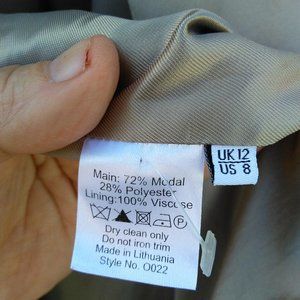 UK 12
US 8
Main: 72% Modal
28% Polyester
Lining:100% Viscose
P
Dry clean only
Do not iron trim
Made in Lithuania
Style No. O022